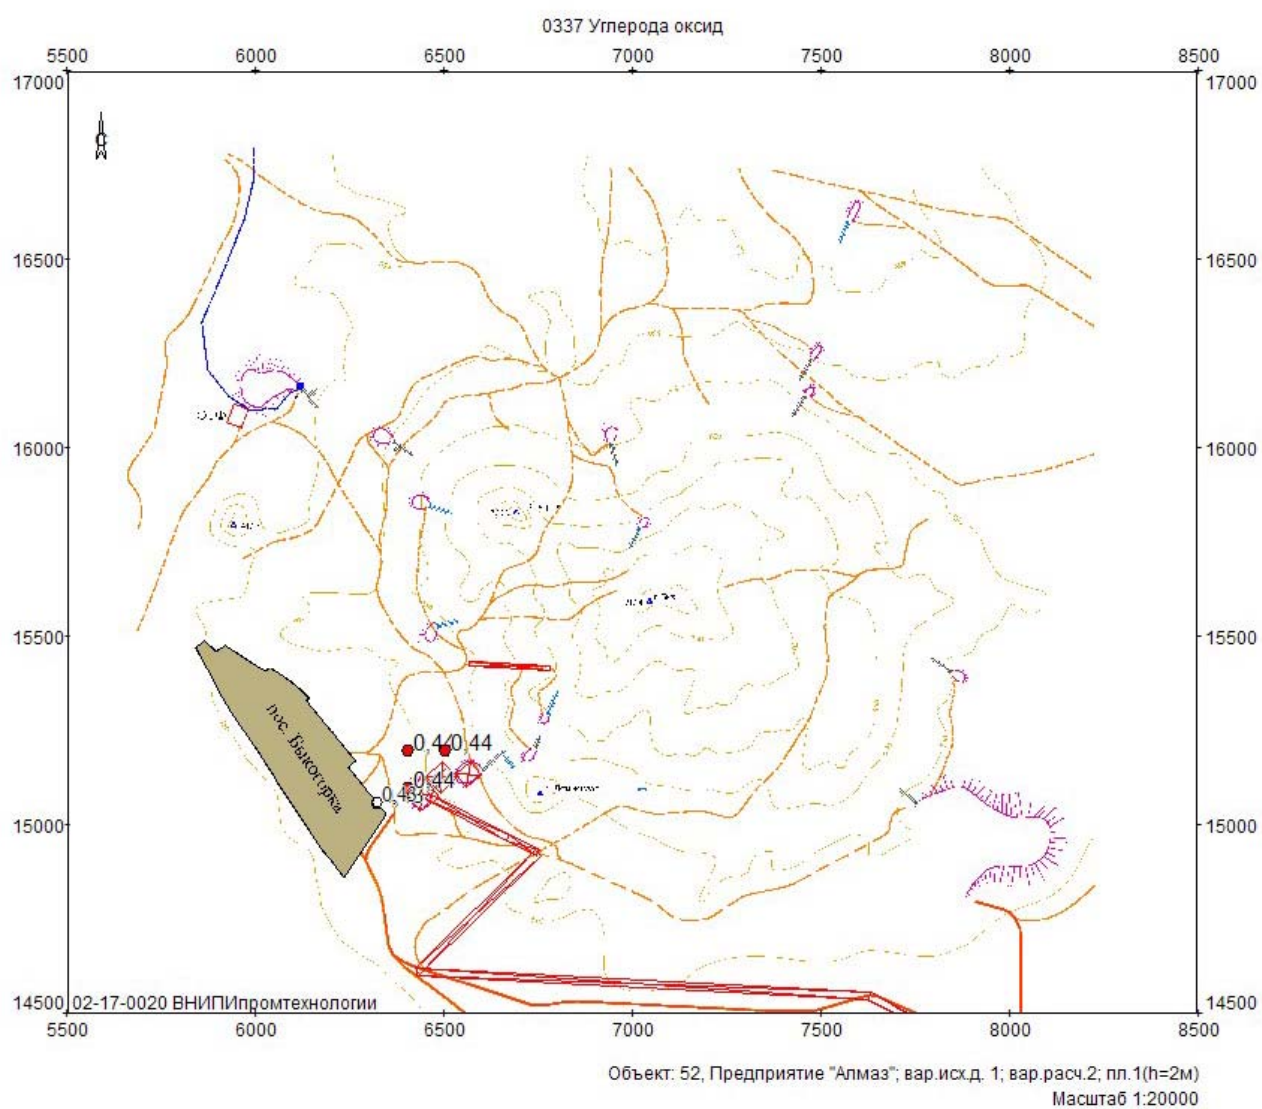 0337 Углерода оксид
5500 6000 6500 7000 7500 8000 8500
17000 17000
С
16500 16500
16000 16000
15500 15500
пос. Быкогорка
0,44 0,44
0,44
0,43
15000 15000
14500 02-17-0020 ВНИПИпромтехнологии 14500
5500 6000 6500 7000 7500 8000 8500
Объект: 52, Предприятие "Алмаз"; вар.исх.д. 1; вар.расч.2; пл.1(h=2м)
Масштаб 1:20000